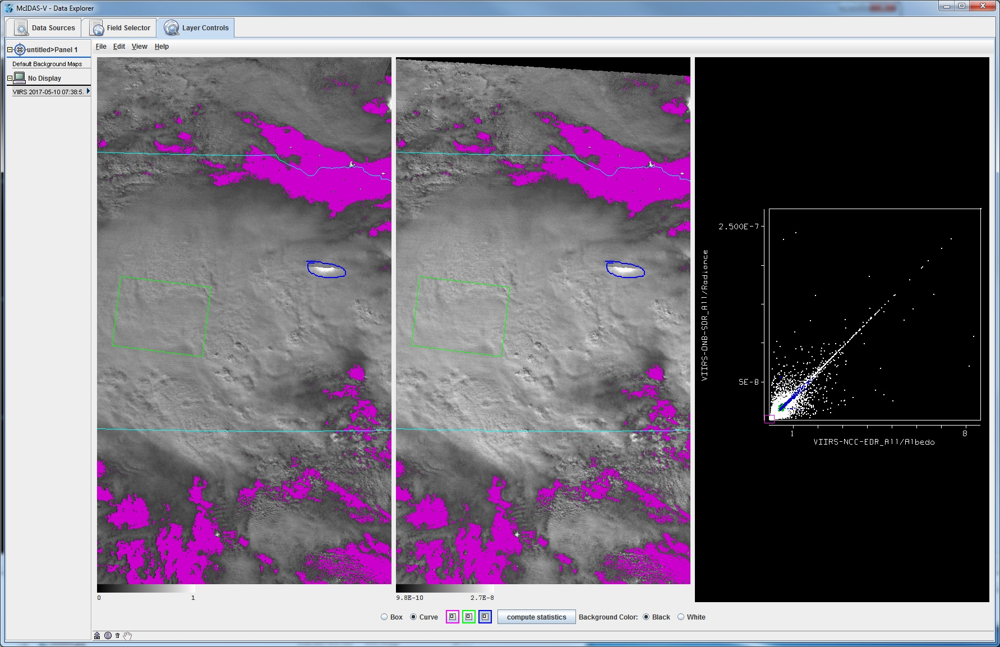 McIDAS-V - Data Explorer
Data Sources
Field Selector
Layer Controls
untitled>Panel 1
File Edit View Help
Default Background Maps
No Display
VIIRS 2017-05-10 07:38:5.
2.500E-7
VIIRS-DNB-SDR_All/Radiance
5E-8
1 8
VIIRS-NCC-EDR_All/Albedo
0 1
9.8E-10 2.7E-8
Box Curve compute statistics Background Color: Black White